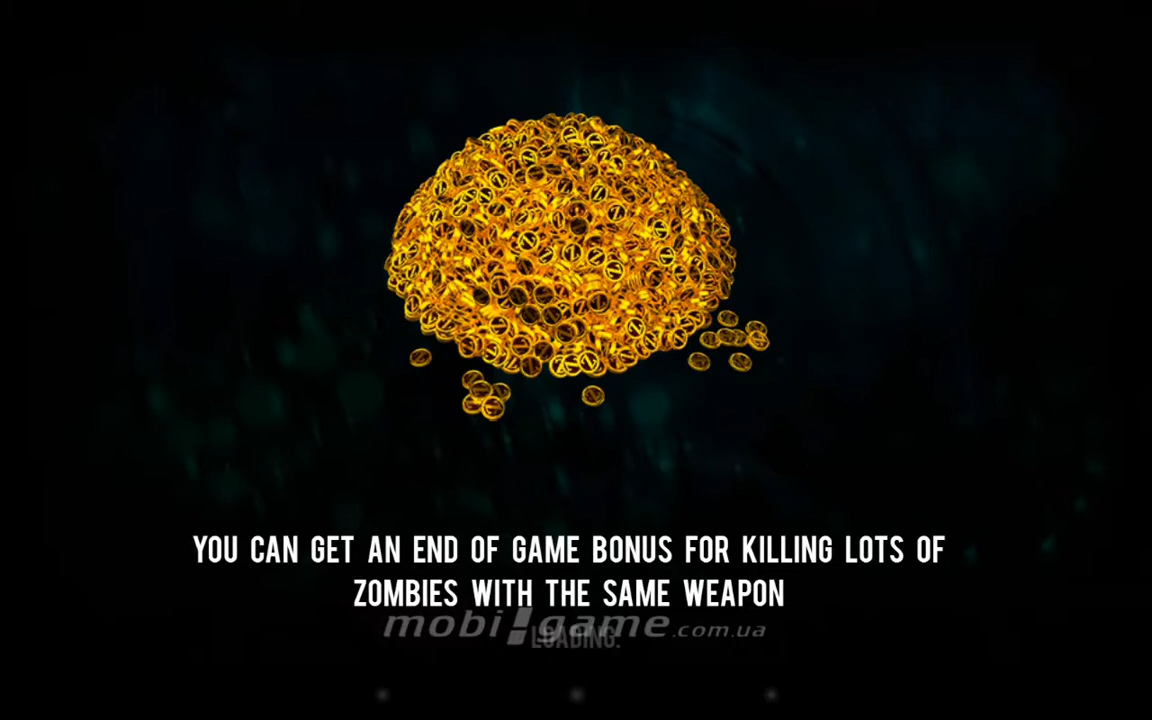 YOU CAN GET AN END OF GAME BONUS FOR KILLING LOTS OF
ZOMBIES WITH THE SAME WEAPON
mobi!game.com.ua
LOADING.